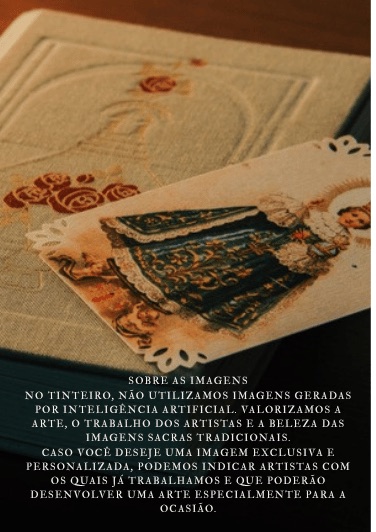 SOBRE AS IMAGENS
NO TINTEIRO, NÃO UTILIZAMOS IMAGENS GERADAS
POR INTELIGÊNCIA ARTIFICIAL. VALORIZAMOS A
ARTE, O TRABALHO DOS ARTISTAS E A BELEZA DAS
IMAGENS SACRAS TRADICIONAIS.
CASO VOCÊ DESEJE UMA IMAGEM EXCLUSIVA E
PERSONALIZADA, PODEMOS INDICAR ARTISTAS COM
OS QUAIS JÁ TRABALHAMOS E QUE PODERÃO
DESENVOLVER UMA ARTE ESPECIALMENTE PARA A
OCASIÃO.